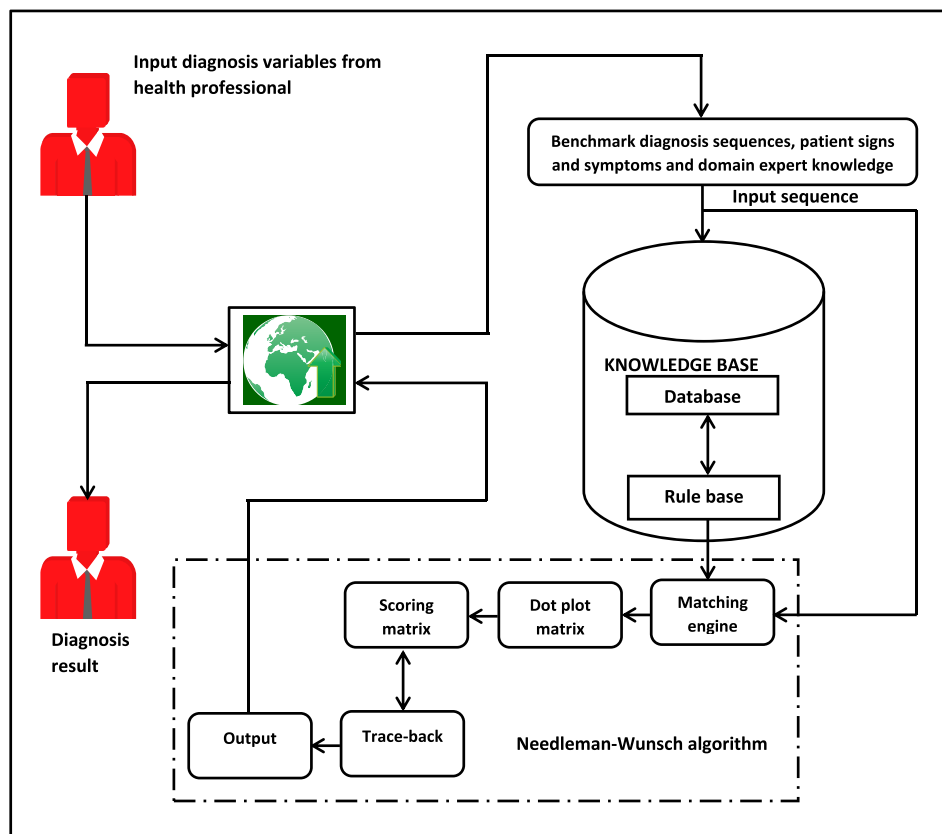 Input diagnosis variables from
health professional
Benchmark diagnosis sequences, patient signs
and symptoms and domain expert knowledge
Input sequence
KNOWLEDGE BASE
Database
Rule base
Diagnosis
result
Scoring
matrix
Dot plot
matrix
Matching
engine
Output
Trace-back
Needleman-Wunsch algorithm